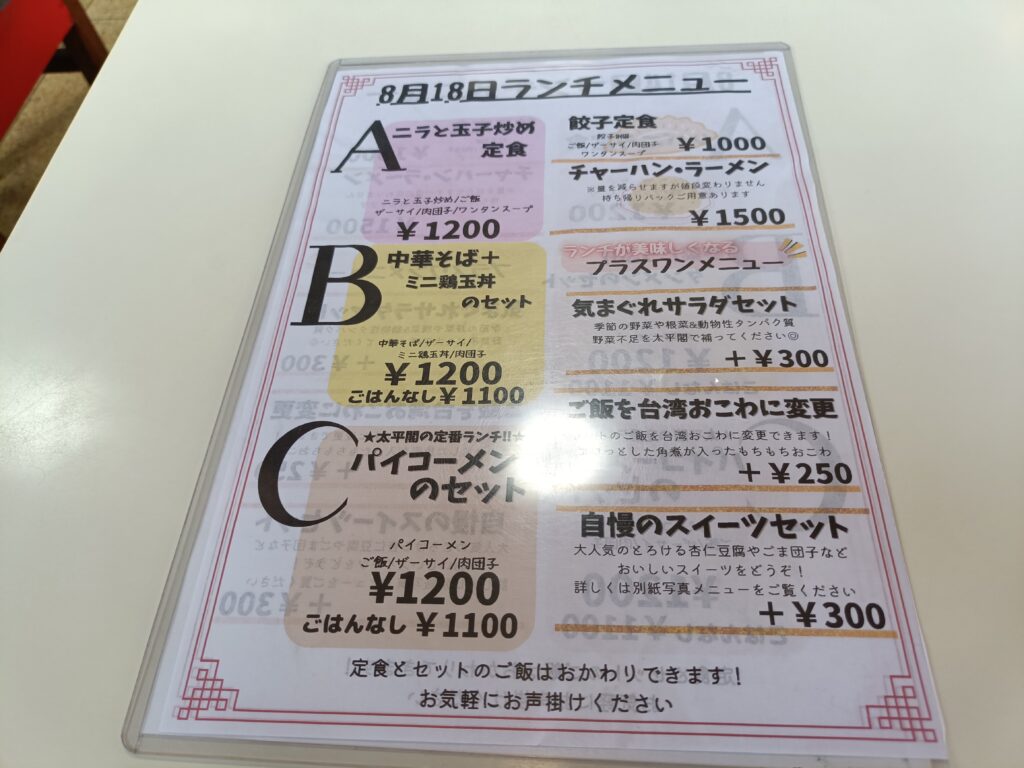 8月18日ランチメニュー
A
ニラと玉子炒め
定食
ニラと玉子炒め/ご飯
ザーサイ/肉団子/ワンタンスープ
¥1200
B
中華そば+
ミニ鶏玉丼
のセット
中華そば/ザーサイ/
ミニ鶏玉丼/肉団子
¥1200
ごはんなし¥1100
C
★太平閣の定番ランチ!!★
パイコーメン
のセット
パイコーメン
ご飯/ザーサイ/肉団子
¥1200
ごはんなし¥1100
餃子定食
ご飯/ザーサイ/肉団子
ワンタンスープ
¥1000
チャーハン・ラーメン
※量を減らせますが値段変わりません
持ち帰りパックご用意あります
¥1500
ランチが美味しくなる
プラスワンメニュー
気まぐれサラダセット
季節の野菜や根菜&動物性タンパク質
野菜不足を太平閣で補ってください◎
+¥300
ご飯を台湾おこわに変更
のご飯を台湾おこわに変更できます!
とした角煮が入ったもちもちおこわ
+¥250
自慢のスイーツセット
大人気のとろける杏仁豆腐やごま団子など
おいしいスイーツをどうぞ!
詳しくは別紙写真メニューをご覧ください
+¥300
定食とセットのご飯はおかわりできます!
お気軽にお声掛けください